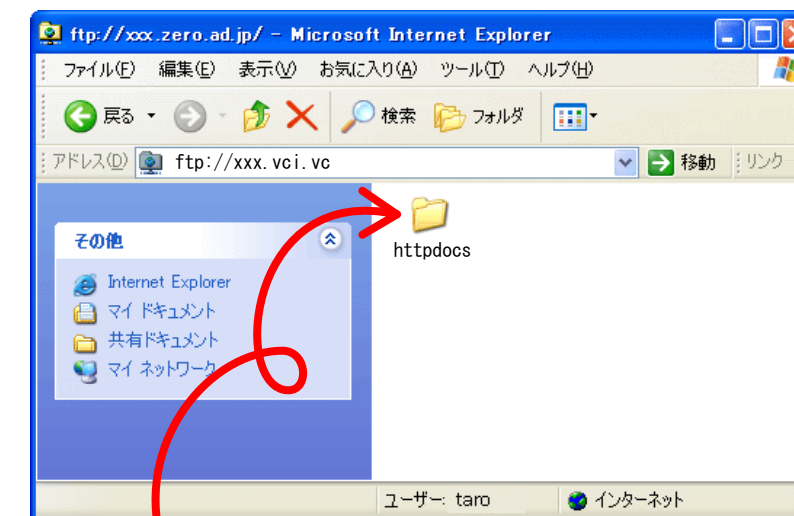 ftp://xxx.zero.ad.jp/ - Microsoft Internet Explorer
ファイル(F) 編集(E) 表示(V) お気に入り(A) ツール(T) ヘルプ(H)
戻る 検索 フォルダ
アドレス(D) ftp://xxx.vci.vc 移動 リンク
その他
Internet Explorer
マイ ドキュメント
共有ドキュメント
マイ ネットワーク
httpdocs
ユーザー: taro インターネット